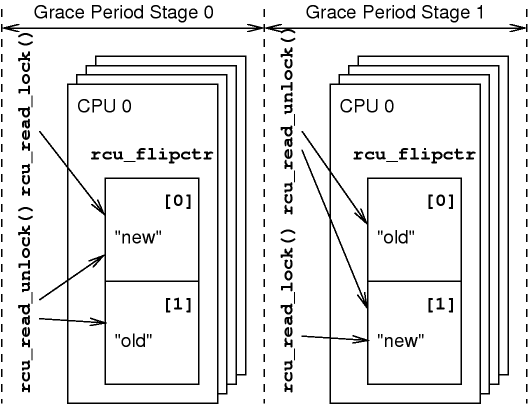 Grace Period Stage 0
Grace Period Stage 1
rcu_read_lock()
rcu_read_unlock()
CPU 0
rcu_flipctr
[0]
"new"
[1]
"old"
rcu_read_unlock()
rcu_read_lock()
CPU 0
rcu_flipctr
[0]
"old"
[1]
"new"